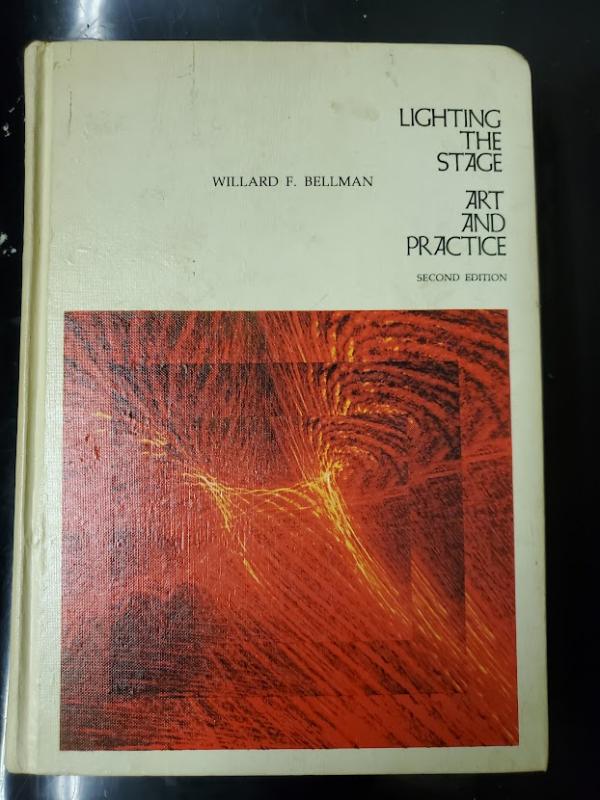 LIGHTING
THE
STAGE
WILLARD F. BELLMAN
ART
AND
PRACTICE
SECOND EDITION